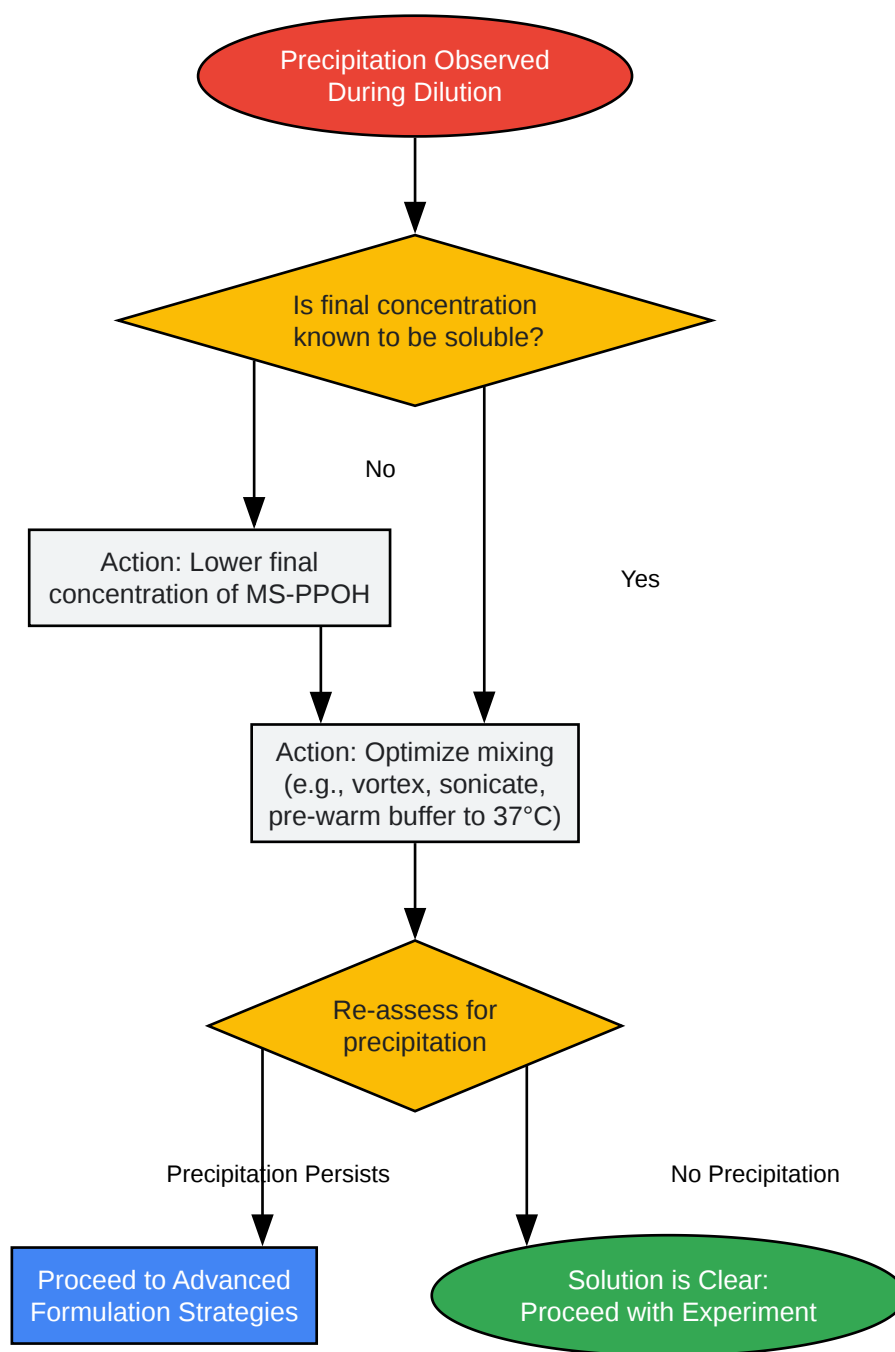 Precipitation Observed
During Dilution
Is final concentration
known to be soluble?
No
Action: Lower final
concentration of MS-PPOH
Yes
Action: Optimize mixing
(e.g., vortex, sonicate,
pre-warm buffer to 37°C)
Re-assess for
precipitation
Precipitation Persists
No Precipitation
Proceed to Advanced
Formulation Strategies
Solution is Clear:
Proceed with Experiment